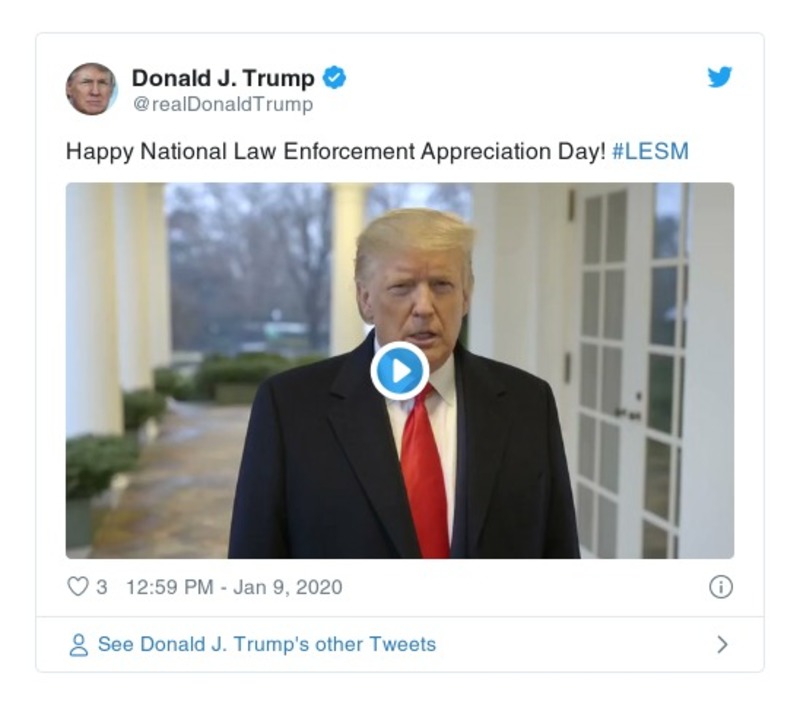 Donald J. Trump
@realDonaldTrump
Happy National Law Enforcement Appreciation Day! #LESM
3 12:59 PM - Jan 9, 2020
See Donald J. Trump's other Tweets